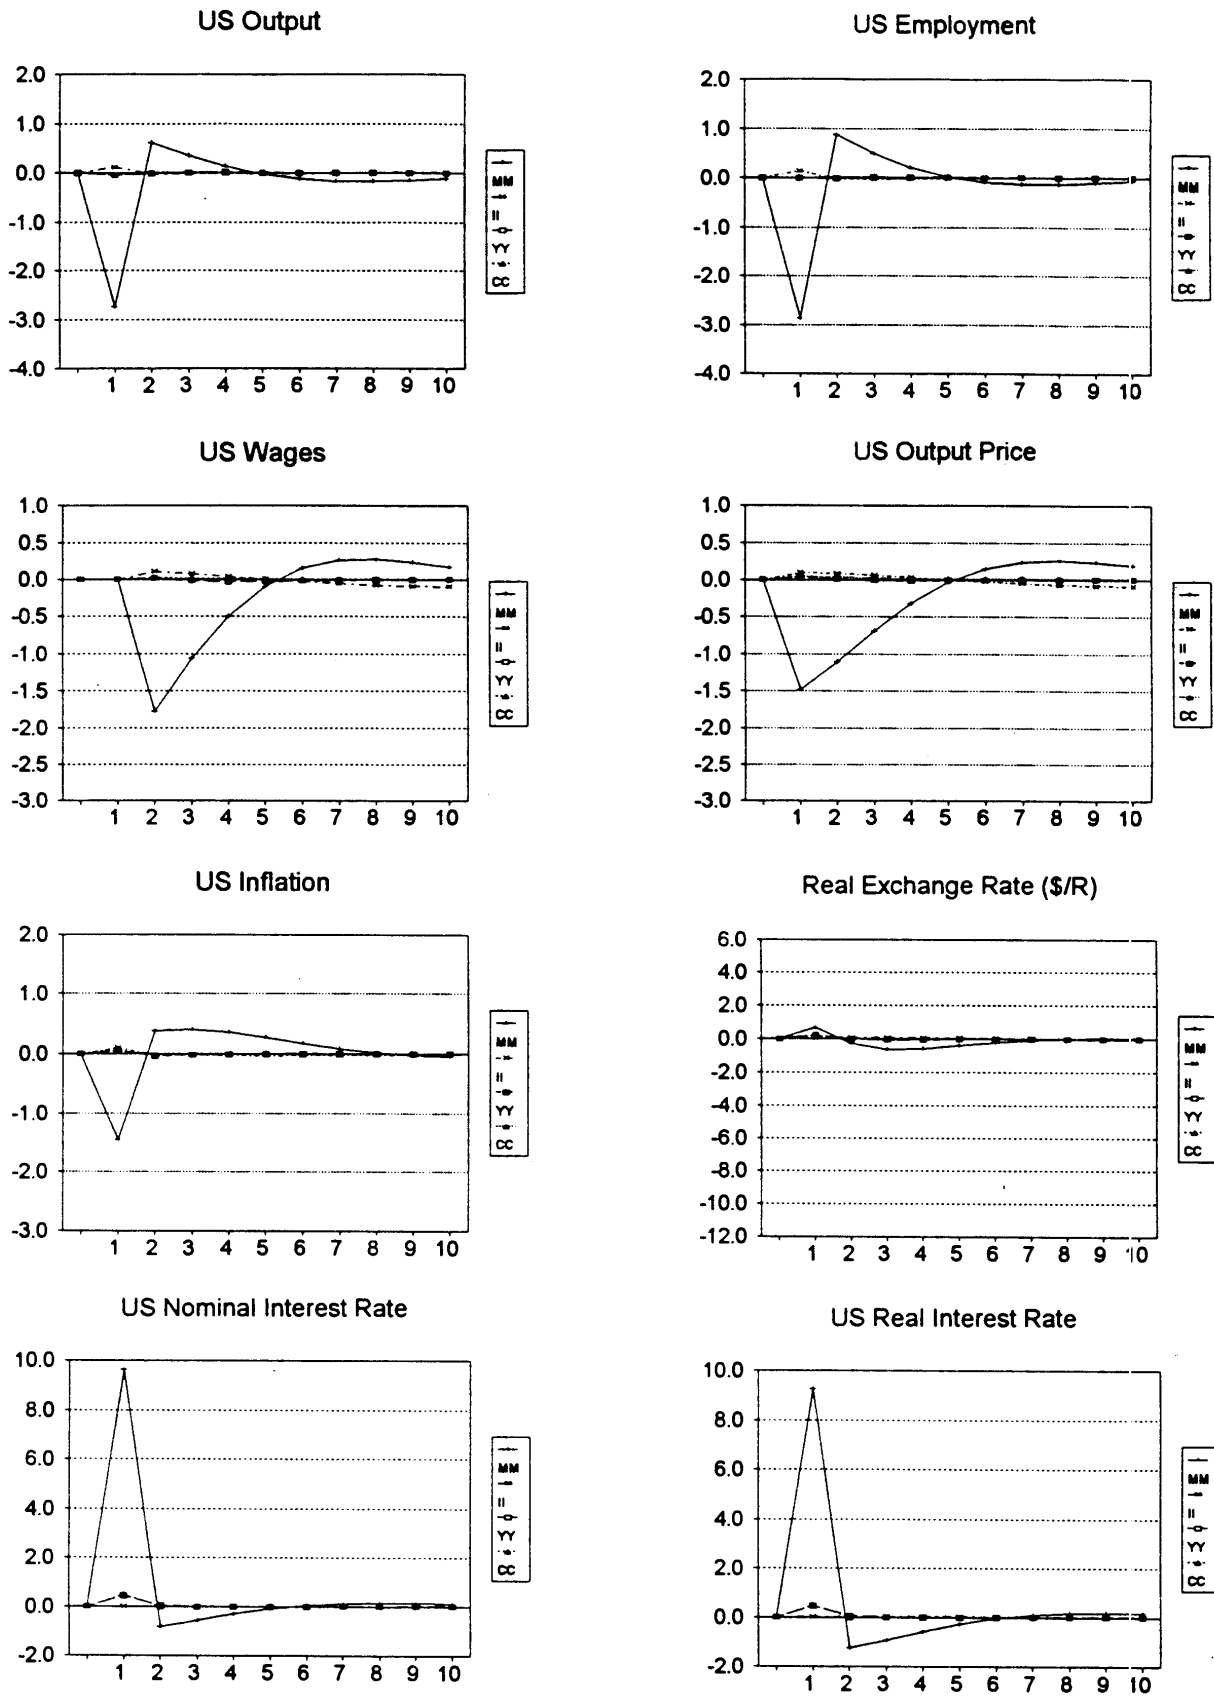 US Output
2.0
1.0
0.0
-1.0
-2.0
-3.0
-4.0
1 2 3 4 5 6 7 8 9 10
MM
II
YY
CC
US Employment
2.0
1.0
0.0
-1.0
-2.0
-3.0
-4.0
1 2 3 4 5 6 7 8 9 10
MM
II
YY
CC
US Wages
1.0
0.5
0.0
-0.5
-1.0
-1.5
-2.0
-2.5
-3.0
1 2 3 4 5 6 7 8 9 10
MM
II
YY
CC
US Output Price
1.0
0.5
0.0
-0.5
-1.0
-1.5
-2.0
-2.5
-3.0
1 2 3 4 5 6 7 8 9 10
MM
II
YY
CC
US Inflation
2.0
1.0
0.0
-1.0
-2.0
-3.0
1 2 3 4 5 6 7 8 9 10
MM
II
YY
CC
Real Exchange Rate ($/R)
6.0
4.0
2.0
0.0
-2.0
-4.0
-6.0
-8.0
-10.0
-12.0
1 2 3 4 5 6 7 8 9 10
MM
II
YY
CC
US Nominal Interest Rate
10.0
8.0
6.0
4.0
2.0
0.0
-2.0
1 2 3 4 5 6 7 8 9 10
MM
II
YY
CC
US Real Interest Rate
10.0
8.0
6.0
4.0
2.0
0.0
-2.0
1 2 3 4 5 6 7 8 9 10
MM
II
YY
CC